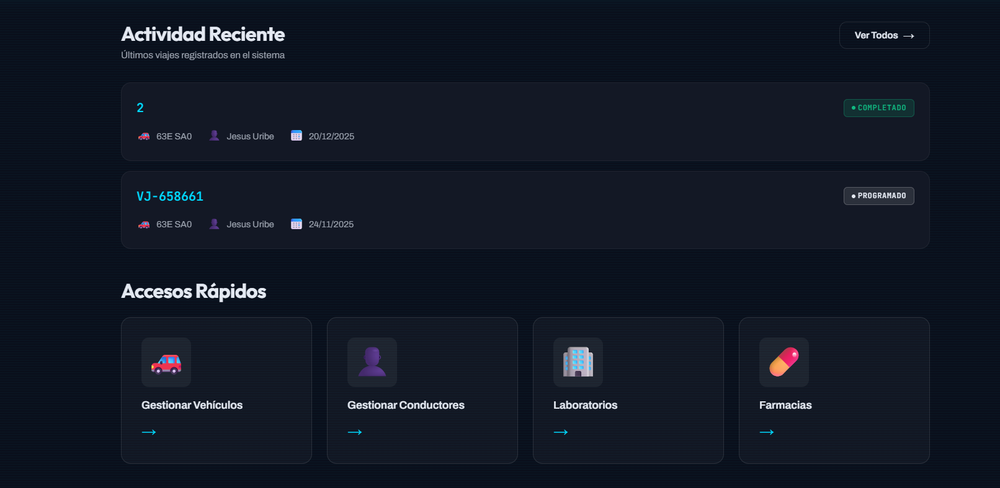 Actividad Reciente
Ver Todos →
Últimos viajes registrados en el sistema
2
COMPLETADO
63E SA0 Jesus Uribe 20/12/2025
VJ-658661
PROGRAMADO
63E SA0 Jesus Uribe 24/11/2025
Accesos Rápidos
Gestionar Vehículos
→
Gestionar Conductores
→
Laboratorios
→
Farmacias
→